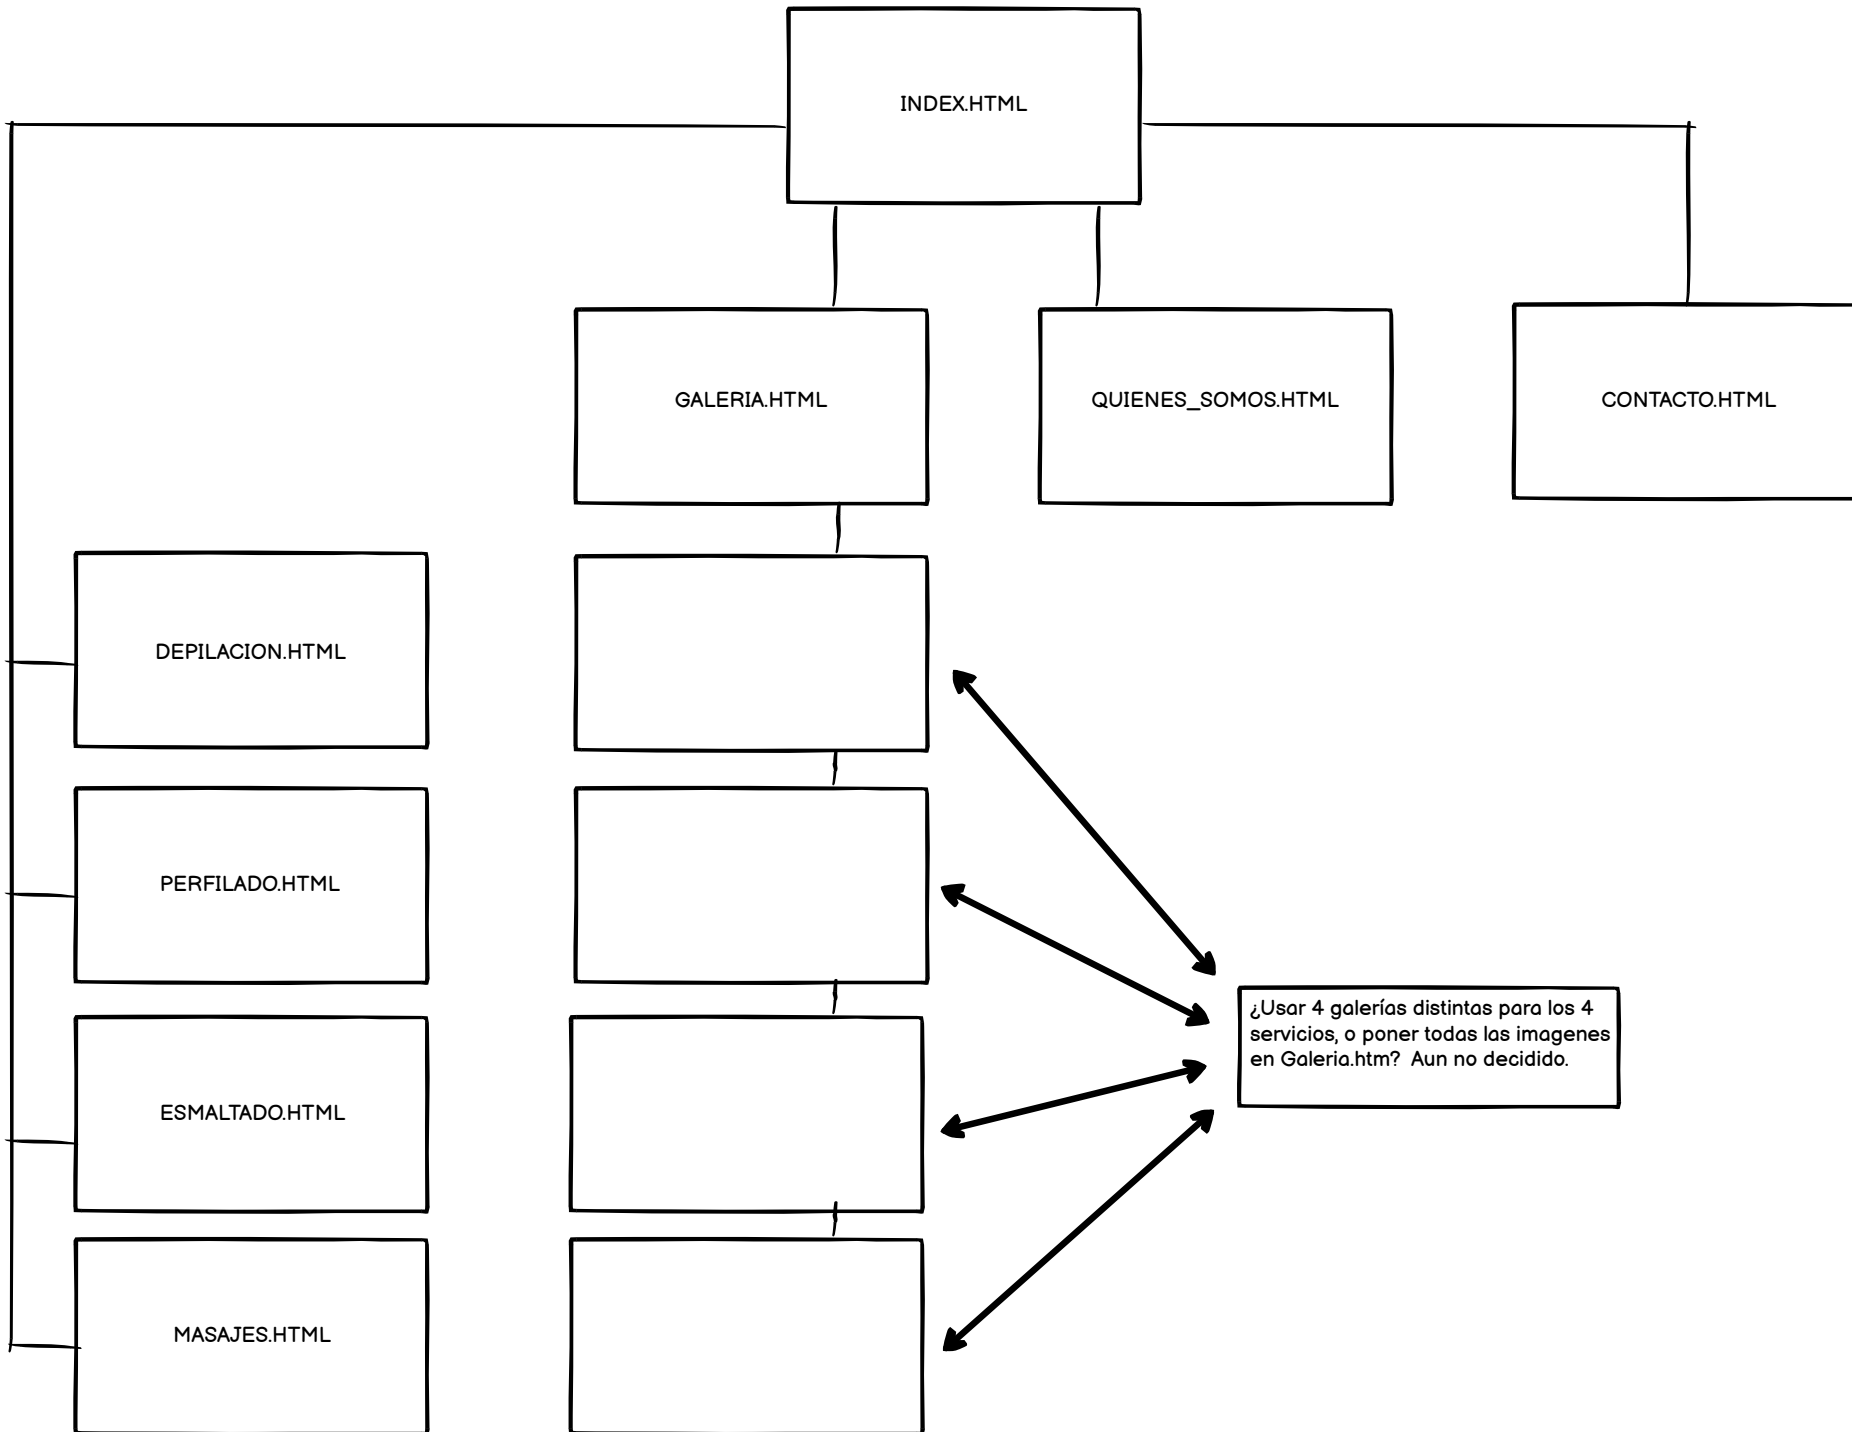 INDEX.HTML
GALERIA.HTML
QUIENES_SOMOS.HTML
CONTACTO.HTML
DEPILACION.HTML
PERFILADO.HTML
ESMALTADO.HTML
MASAJES.HTML
¿Usar 4 galerías distintas para los 4
servicios, o poner todas las imagenes
en Galeria.htm?  Aun no decidido.